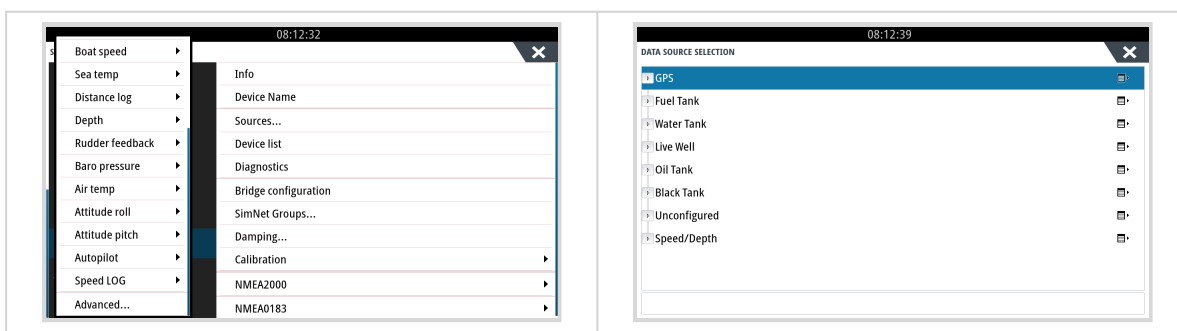 08:12:32
S
Boat speed
Sea temp
Distance log
Depth
Rudder feedback
Baro pressure
Air temp
Attitude roll
Attitude pitch
Autopilot
Speed LOG
Advanced...
Info
Device Name
Sources...
Device list
Diagnostics
Bridge configuration
SimNet Groups...
Damping...
Calibration
NMEA2000
NMEA0183
08:12:39
DATA SOURCE SELECTION
GPS
Fuel Tank
Water Tank
Live Well
Oil Tank
Black Tank
Unconfigured
Speed/Depth